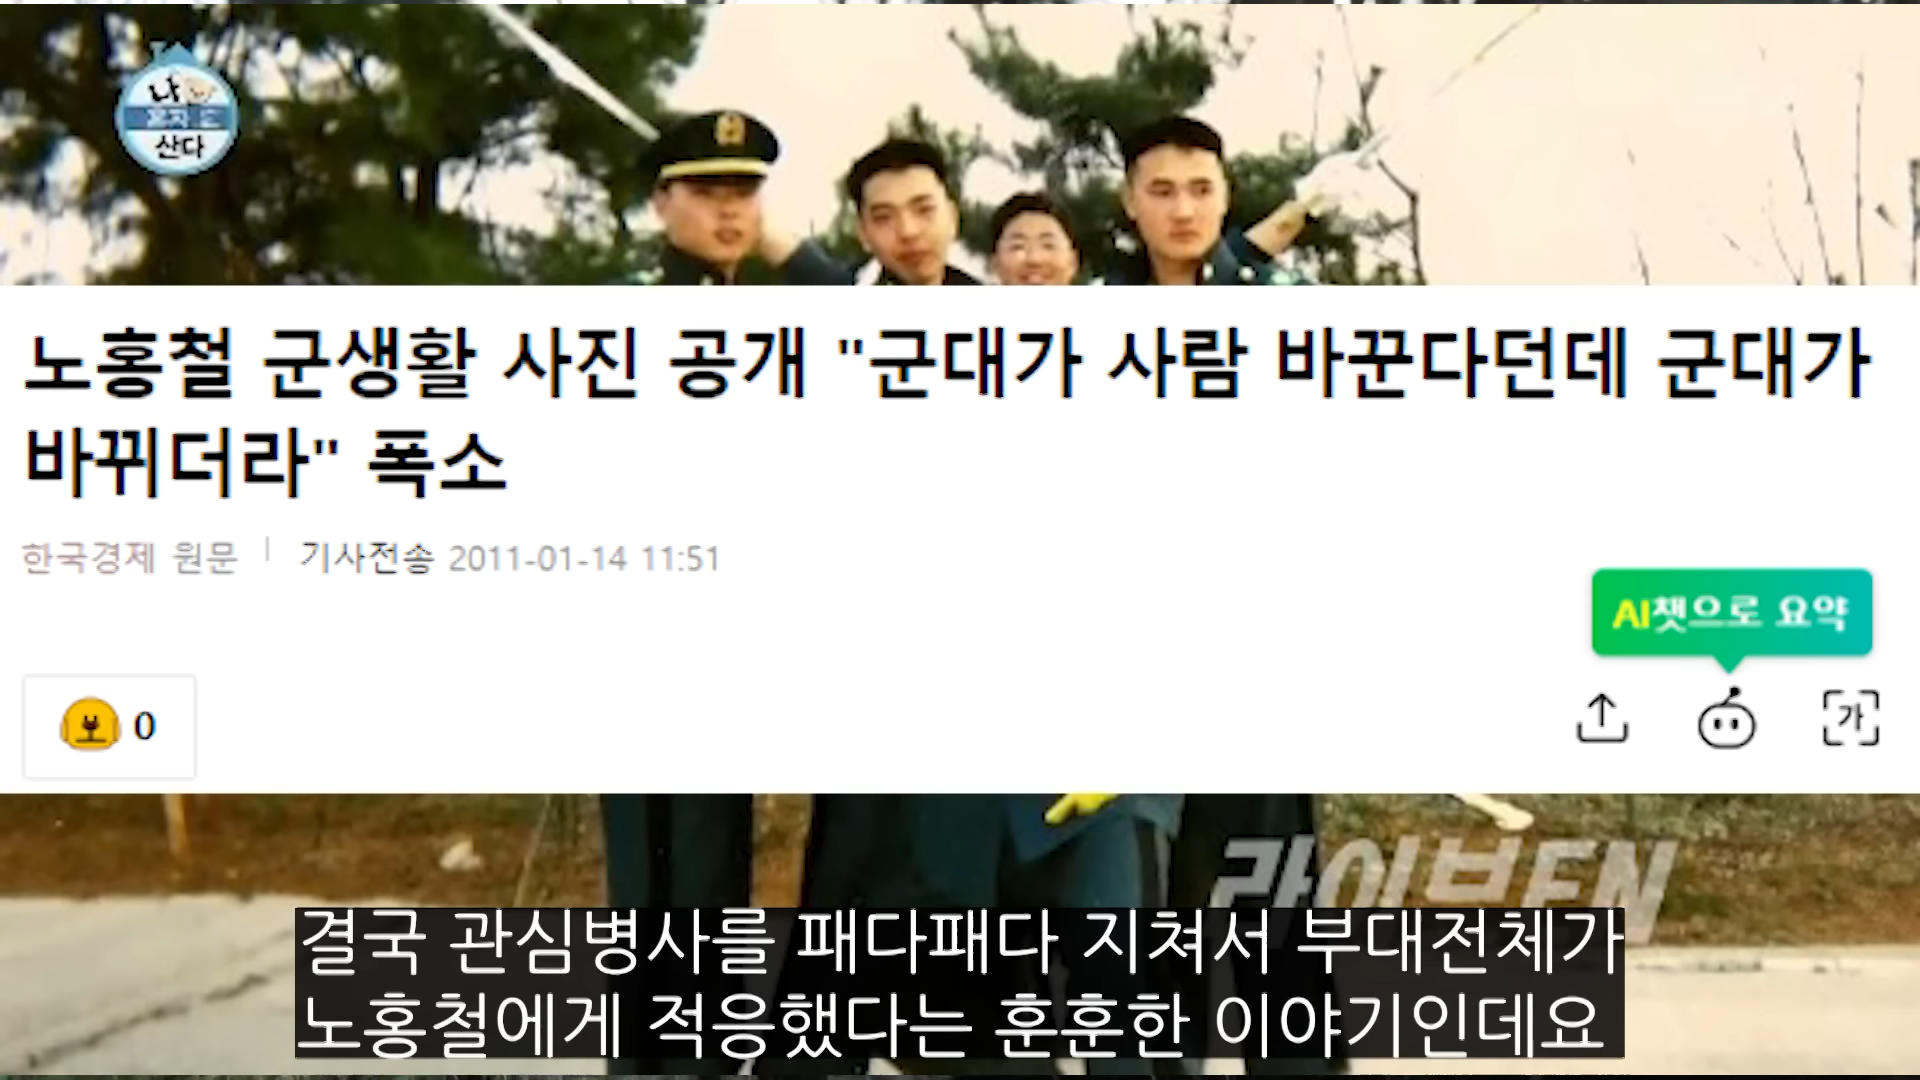 나
혼자
산다
노홍철 군생활 사진 공개 "군대가 사람 바꾼다던데 군대가
바뀌더라" 폭소
한국경제 원문 | 기사전송 2011-01-14 11:51
AI챗으로 요약
0
가
라이브EN
결국 관심병사를 패다패다 지쳐서 부대전체가
노홍철에게 적응했다는 훈훈한 이야기인데요